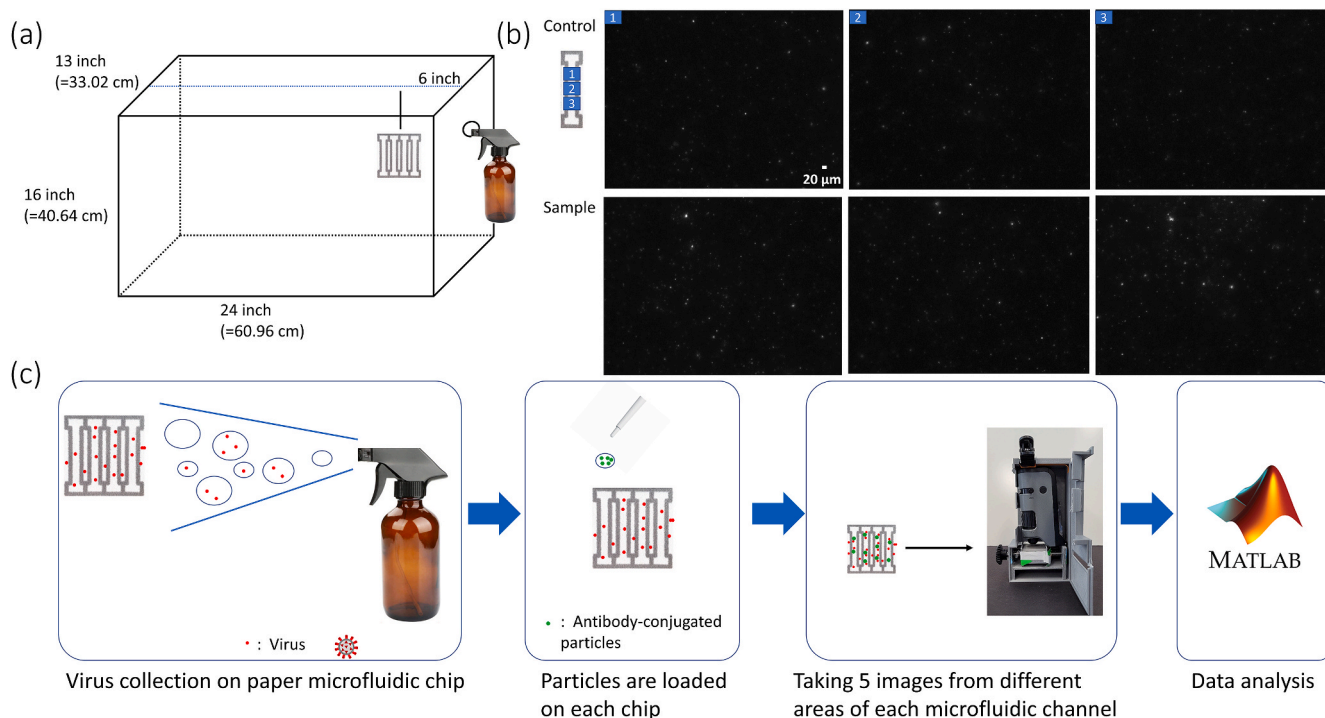 (a)
13 inch
(=33.02 cm)
6 inch
16 inch
(=40.64 cm)
24 inch
(=60.96 cm)
(b)
Control
1
2
3
1
2
3
20 µm
Sample
(c)
: Virus
Virus collection on paper microfluidic chip
: Antibody-conjugated
particles
Particles are loaded
on each chip
Taking 5 images from different
areas of each microfluidic channel
MATLAB
Data analysis